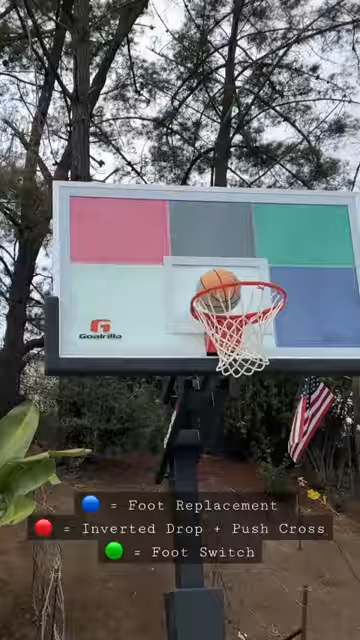 Goalrilla
🔵 = Foot Replacement
🔴 = Inverted Drop + Push Cross
🟢 = Foot Switch